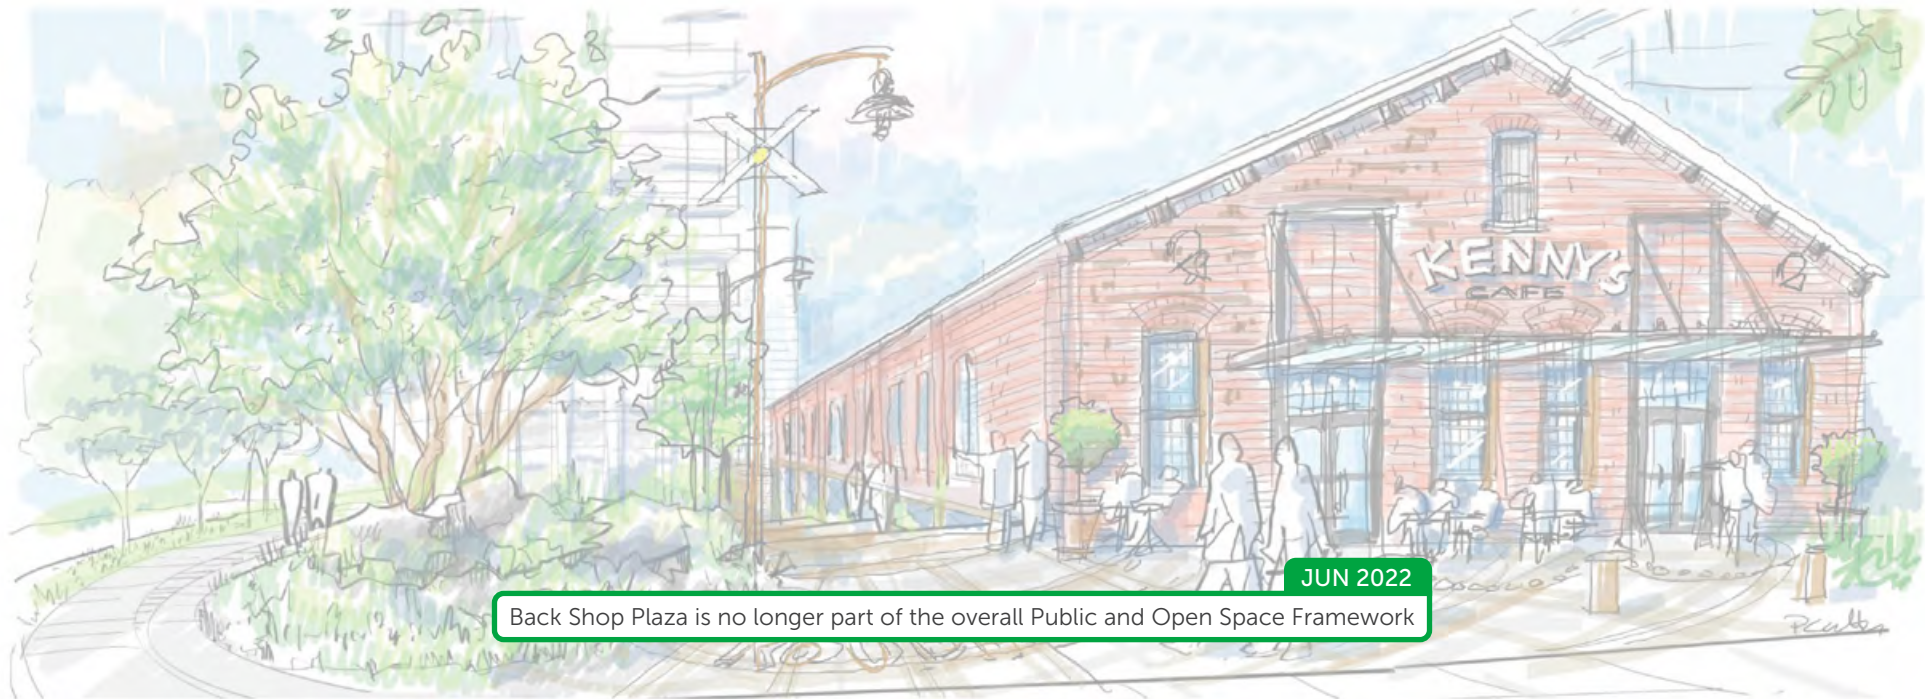 KENNY'S
CAFE
JUN 2022
Back Shop Plaza is no longer part of the overall Public and Open Space Framework